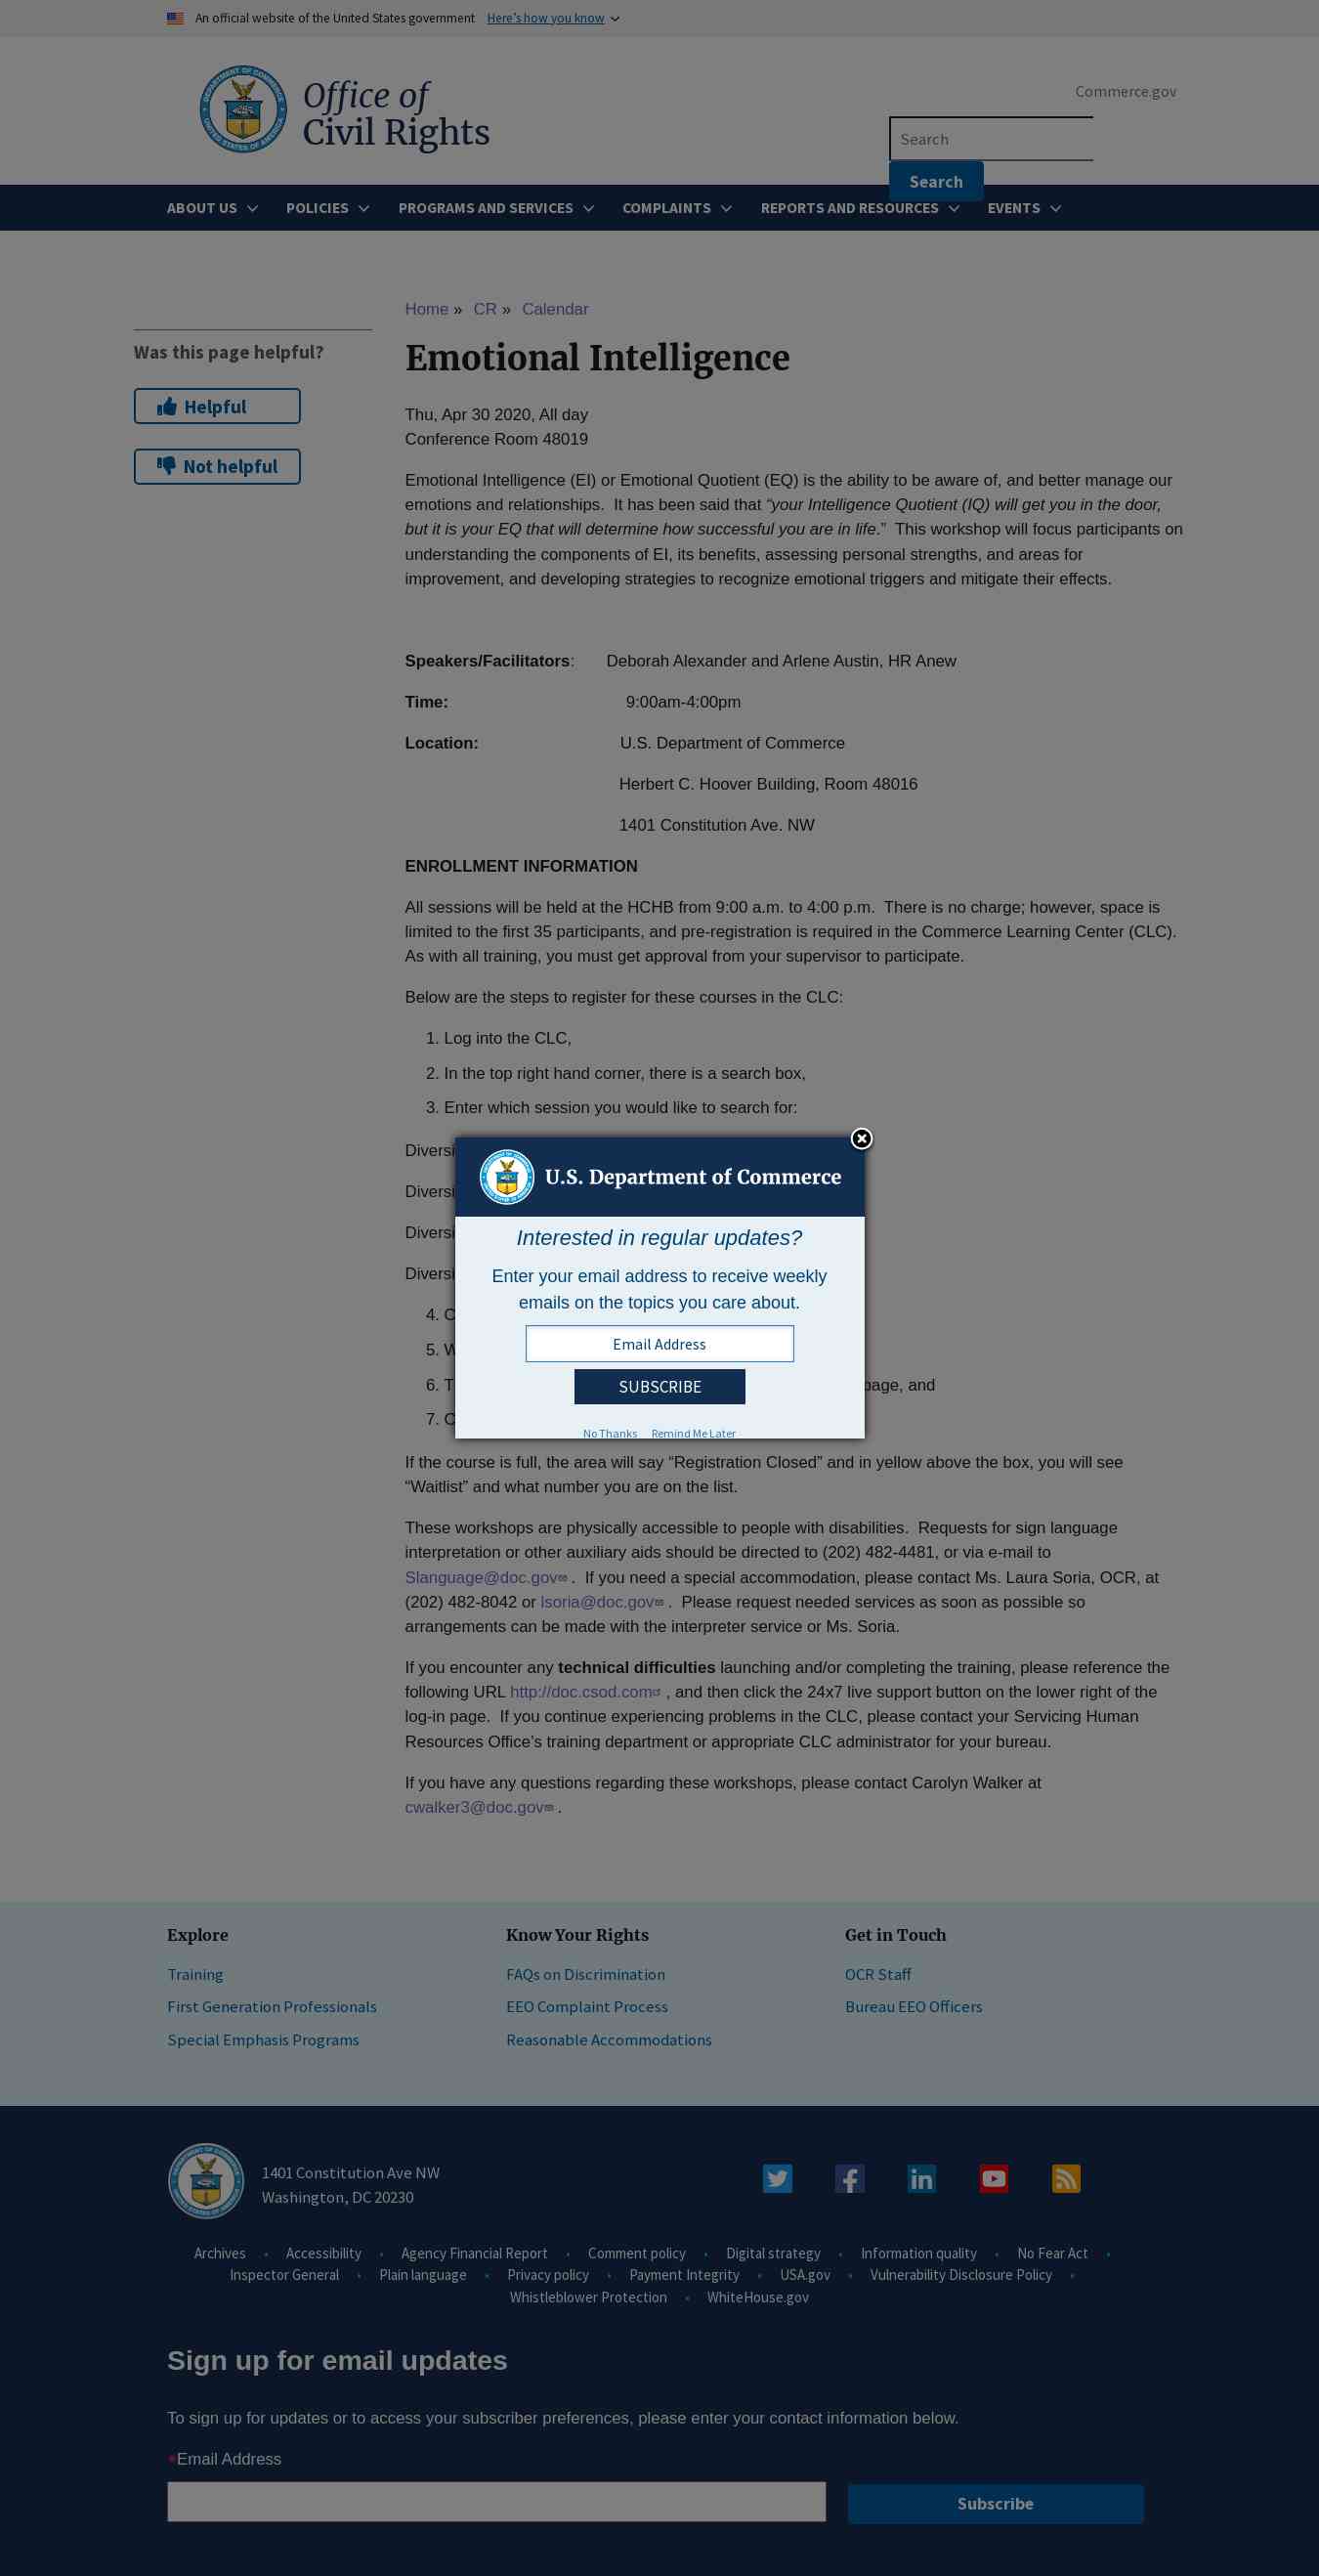 An official website of the United States government Here's how you know
Office of
Civil Rights
Commerce.gov
Search
Search
ABOUT US POLICIES PROGRAMS AND SERVICES COMPLAINTS REPORTS AND RESOURCES EVENTS
Home » CR » Calendar
Was this page helpful?
Helpful
Not helpful
Emotional Intelligence
Thu, Apr 30 2020, All day
Conference Room 48019
Emotional Intelligence (EI) or Emotional Quotient (EQ) is the ability to be aware of, and better manage our
emotions and relationships. It has been said that “your Intelligence Quotient (IQ) will get you in the door,
but it is your EQ that will determine how successful you are in life.” This workshop will focus participants on
understanding the components of EI, its benefits, assessing personal strengths, and areas for
improvement, and developing strategies to recognize emotional triggers and mitigate their effects.
Speakers/Facilitators: Deborah Alexander and Arlene Austin, HR Anew
Time: 9:00am-4:00pm
Location: U.S. Department of Commerce
Herbert C. Hoover Building, Room 48016
1401 Constitution Ave. NW
ENROLLMENT INFORMATION
All sessions will be held at the HCHB from 9:00 a.m. to 4:00 p.m. There is no charge; however, space is
limited to the first 35 participants, and pre-registration is required in the Commerce Learning Center (CLC).
As with all training, you must get approval from your supervisor to participate.
Below are the steps to register for these courses in the CLC:
1. Log into the CLC,
2. In the top right hand corner, there is a search box,
3. Enter which session you would like to search for:
U.S. Department of Commerce
Interested in regular updates?
Enter your email address to receive weekly
emails on the topics you care about.
Email Address
SUBSCRIBE
No Thanks Remind Me Later
4.
5.
6. page, and
7.
If the course is full, the area will say “Registration Closed” and in yellow above the box, you will see
“Waitlist” and what number you are on the list.
These workshops are physically accessible to people with disabilities. Requests for sign language
interpretation or other auxiliary aids should be directed to (202) 482-4481, or via e-mail to
Slanguage@doc.gov . If you need a special accommodation, please contact Ms. Laura Soria, OCR, at
(202) 482-8042 or lsoria@doc.gov . Please request needed services as soon as possible so
arrangements can be made with the interpreter service or Ms. Soria.
If you encounter any technical difficulties launching and/or completing the training, please reference the
following URL http://doc.csod.com , and then click the 24x7 live support button on the lower right of the
log-in page. If you continue experiencing problems in the CLC, please contact your Servicing Human
Resources Office's training department or appropriate CLC administrator for your bureau.
If you have any questions regarding these workshops, please contact Carolyn Walker at
cwalker3@doc.gov .
Explore
Training
First Generation Professionals
Special Emphasis Programs
Know Your Rights
FAQs on Discrimination
EEO Complaint Process
Reasonable Accommodations
Get in Touch
OCR Staff
Bureau EEO Officers
1401 Constitution Ave NW
Washington, DC 20230
Archives Accessibility Agency Financial Report Comment policy Digital strategy Information quality No Fear Act
Inspector General Plain language Privacy policy Payment Integrity USA.gov Vulnerability Disclosure Policy
Whistleblower Protection WhiteHouse.gov
Sign up for email updates
To sign up for updates or to access your subscriber preferences, please enter your contact information below.
*Email Address
Subscribe